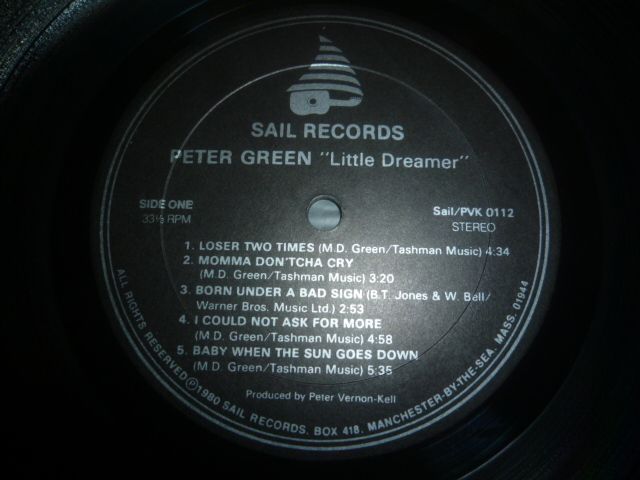 SAIL RECORDS
PETER GREEN "Little Dreamer"
SIDE ONE
33⅓ RPM
Sail/PVK 0112
STEREO
1. LOSER TWO TIMES (M.D. Green/Tashman Music) 4:34
2. MOMMA DON'TCHA CRY
(M.D. Green/Tashman Music) 3:20
3. BORN UNDER A BAD SIGN (B.T. Jones & W. Bell/
Warner Bros. Music Ltd.) 2:53
4. I COULD NOT ASK FOR MORE
(M.D. Green/Tashman Music) 4:58
5. BABY WHEN THE SUN GOES DOWN
(M.D. Green/Tashman Music) 5:35
Produced by Peter Vernon-Kell
ALL RIGHTS RESERVED ℗1980 SAIL RECORDS. BOX 418. MANCHESTER-BY-THE-SEA. MASS. 01944